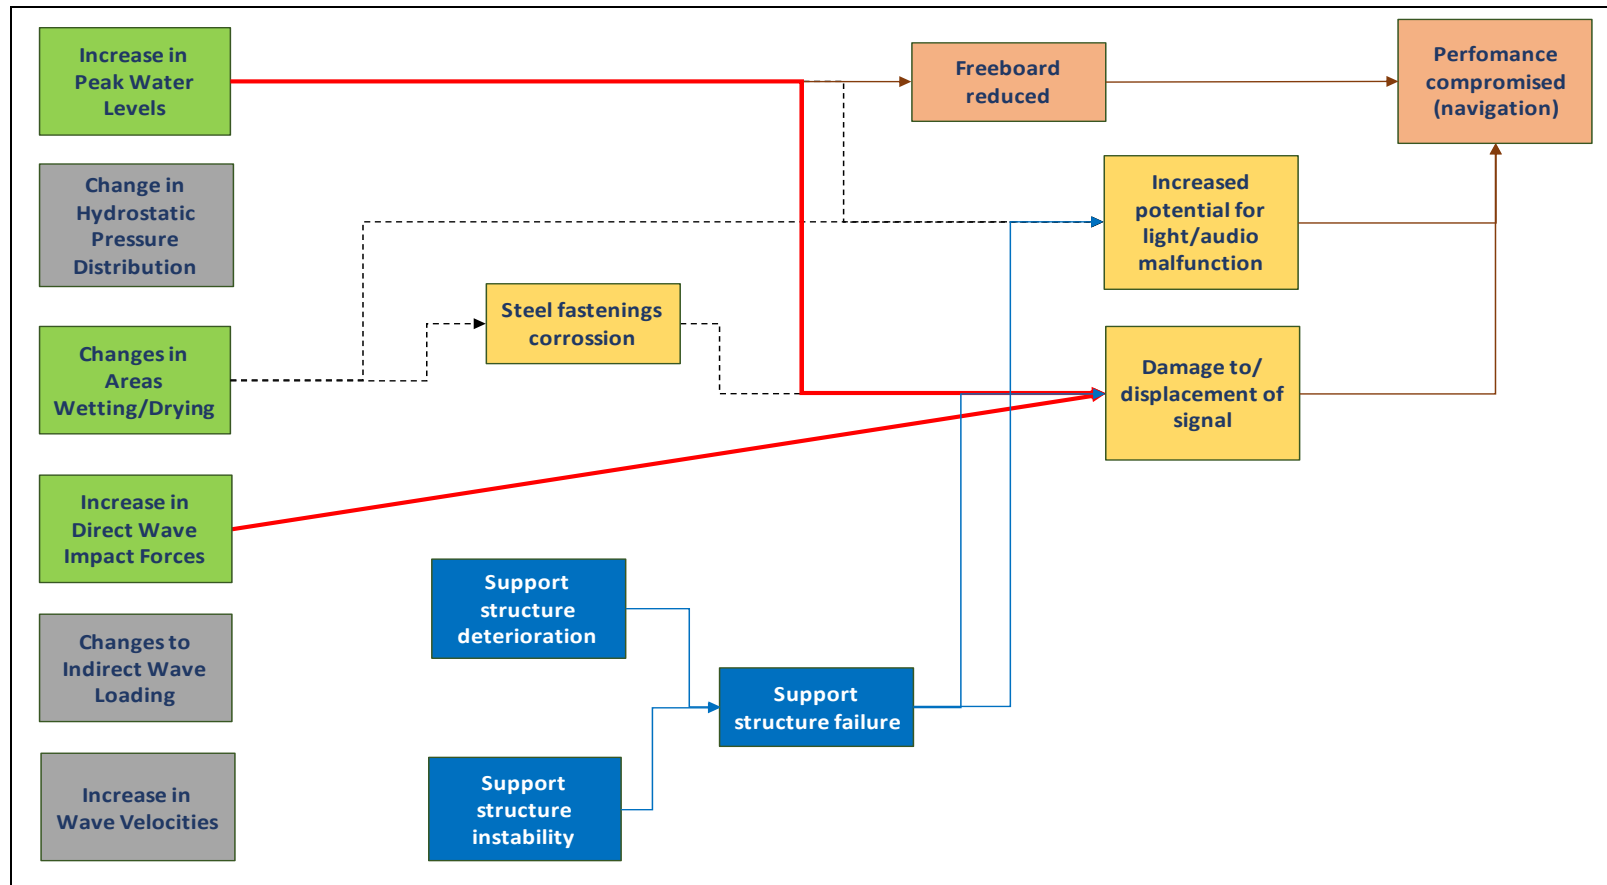 Increase in
Peak Water
Levels
Freeboard
reduced
Perfomance
compromised
(navigation)
Change in
Hydrostatic
Pressure
Distribution
Increased
potential for
light/audio
malfunction
Steel fastenings
corrossion
Changes in
Areas
Wetting/Drying
Damage to/
displacement of
signal
Increase in
Direct Wave
Impact Forces
Support
structure
deterioration
Changes to
Indirect Wave
Loading
Support
structure failure
Increase in
Wave Velocities
Support
structure
instability